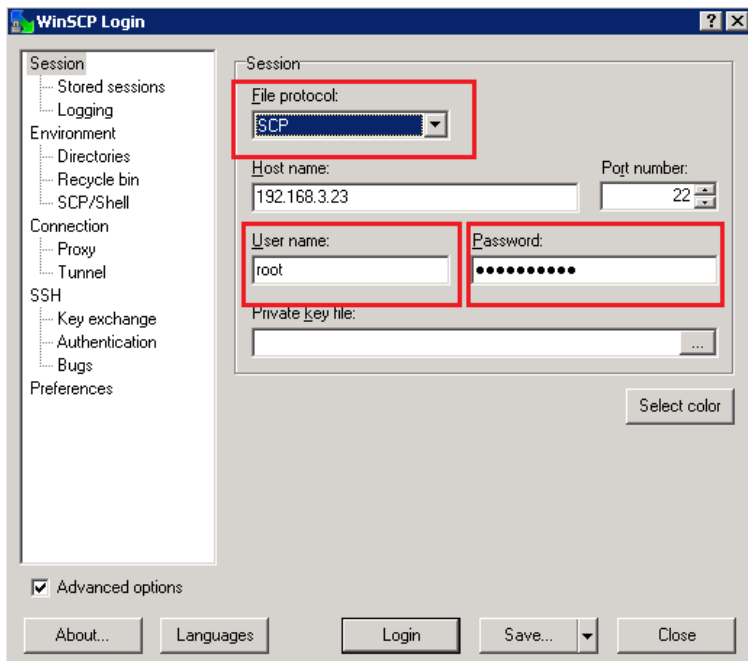 WinSCP Login
Session
Stored sessions
Logging
Environment
Directories
Recycle bin
SCP/Shell
Connection
Proxy
Tunnel
SSH
Key exchange
Authentication
Bugs
Preferences
Session
File protocol:
SCP
Host name:
Port number:
192.168.3.23
22
User name:
Password:
root
●●●●●●●●●●
Private key file:
...
Select color
Advanced options
About...
Languages
Login
Save...
Close